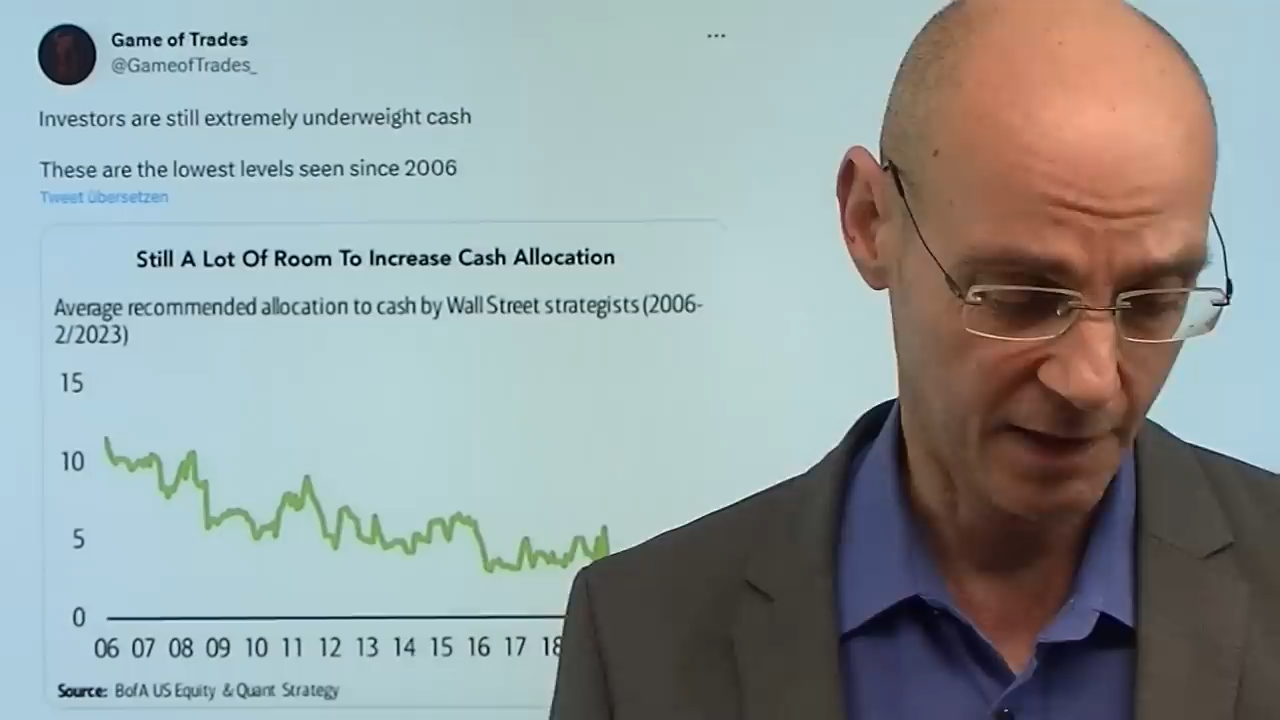 Game of Trades
@GameofTrades_
...
Investors are still extremely underweight cash
These are the lowest levels seen since 2006
Tweet übersetzen
Still A Lot Of Room To Increase Cash Allocation
Average recommended allocation to cash by Wall Street strategists (2006-
2/2023)
15
10
5
0
06 07 08 09 10 11 12 13 14 15 16 17 18
Source: BofA US Equity & Quant Strategy